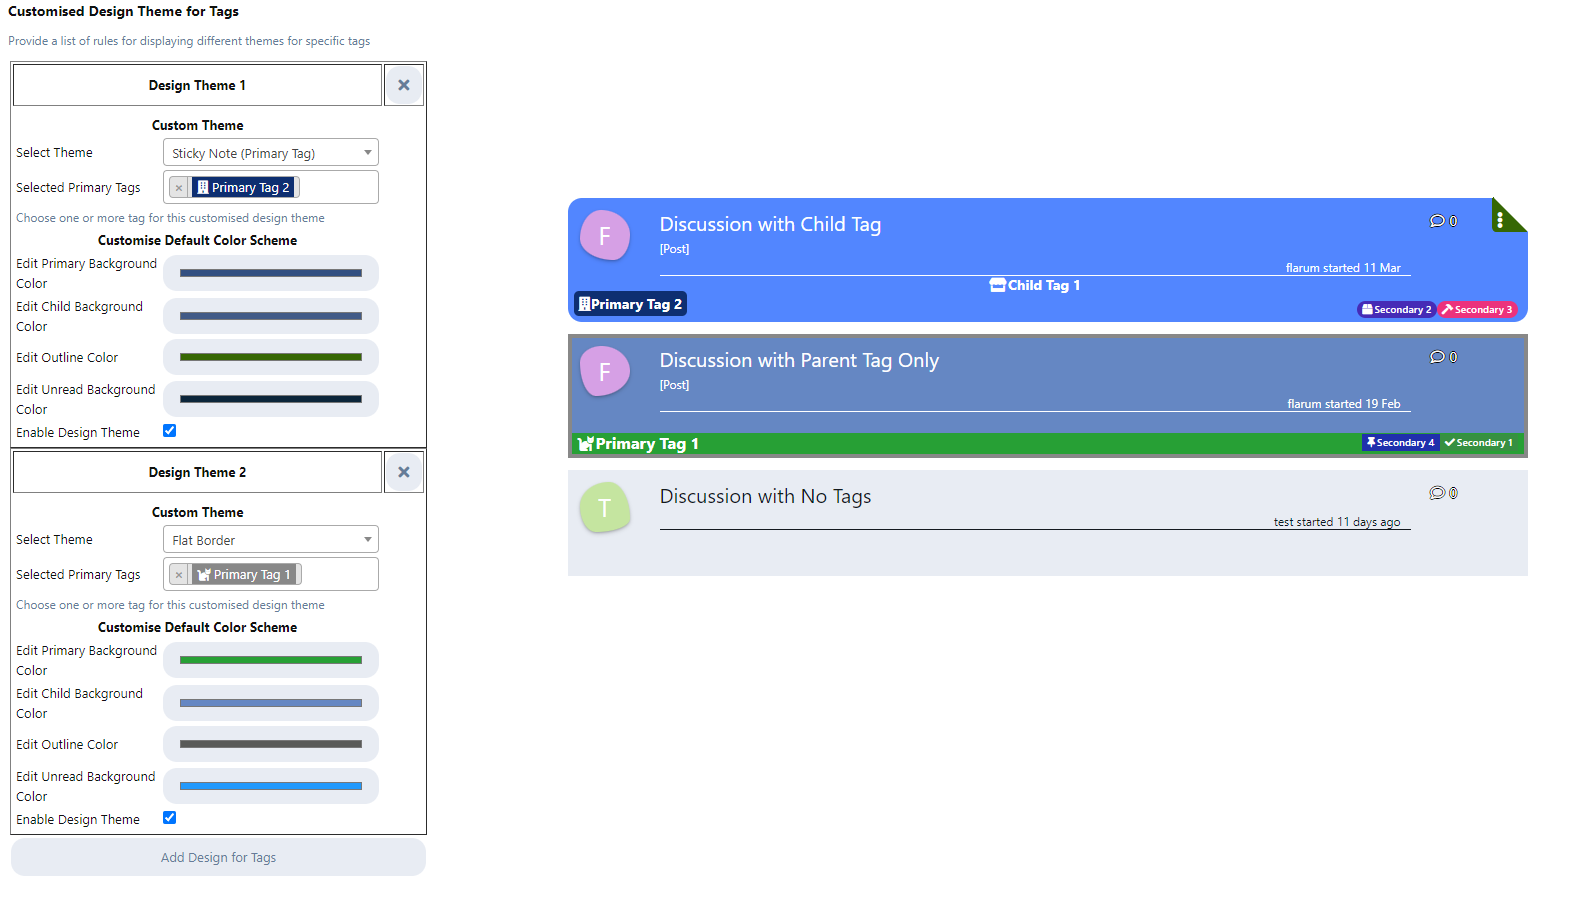 Customised Design Theme for Tags
Provide a list of rules for displaying different themes for specific tags
Design Theme 1
Custom Theme
Select Theme
Sticky Note (Primary Tag)
Selected Primary Tags
× Primary Tag 2
Choose one or more tag for this customised design theme
Customise Default Color Scheme
Edit Primary Background
Color
Edit Child Background
Color
Edit Outline Color
Edit Unread Background
Color
Enable Design Theme
Design Theme 2
Custom Theme
Select Theme
Flat Border
Selected Primary Tags
× Primary Tag 1
Choose one or more tag for this customised design theme
Customise Default Color Scheme
Edit Primary Background
Color
Edit Child Background
Color
Edit Outline Color
Edit Unread Background
Color
Enable Design Theme
Add Design for Tags
F
Discussion with Child Tag
0
[Post]
flarum started 11 Mar
Child Tag 1
Primary Tag 2
Secondary 2
Secondary 3
F
Discussion with Parent Tag Only
0
[Post]
flarum started 19 Feb
Primary Tag 1
Secondary 4
Secondary 1
T
Discussion with No Tags
0
test started 11 days ago